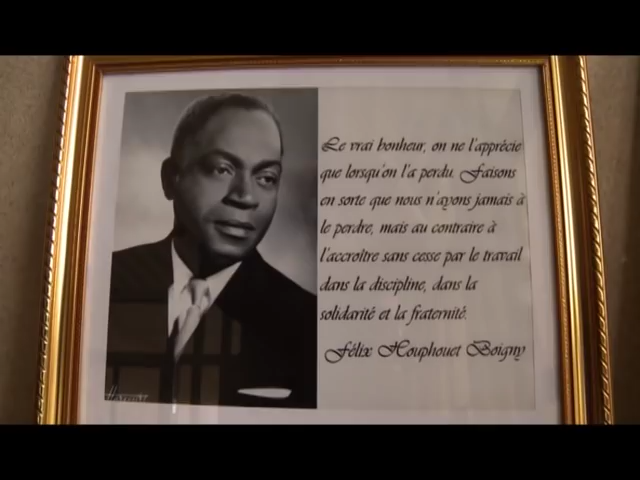 Le vrai bonheur, on ne l'apprécie
que lorsqu'on l'a perdu. Faisons
en sorte que nous n'ayons jamais à
le perdre, mais au contraire à
l'accroître sans cesse par le travail
dans la discipline, dans la
solidarité et la fraternité.
Félix Houphouet Boigny